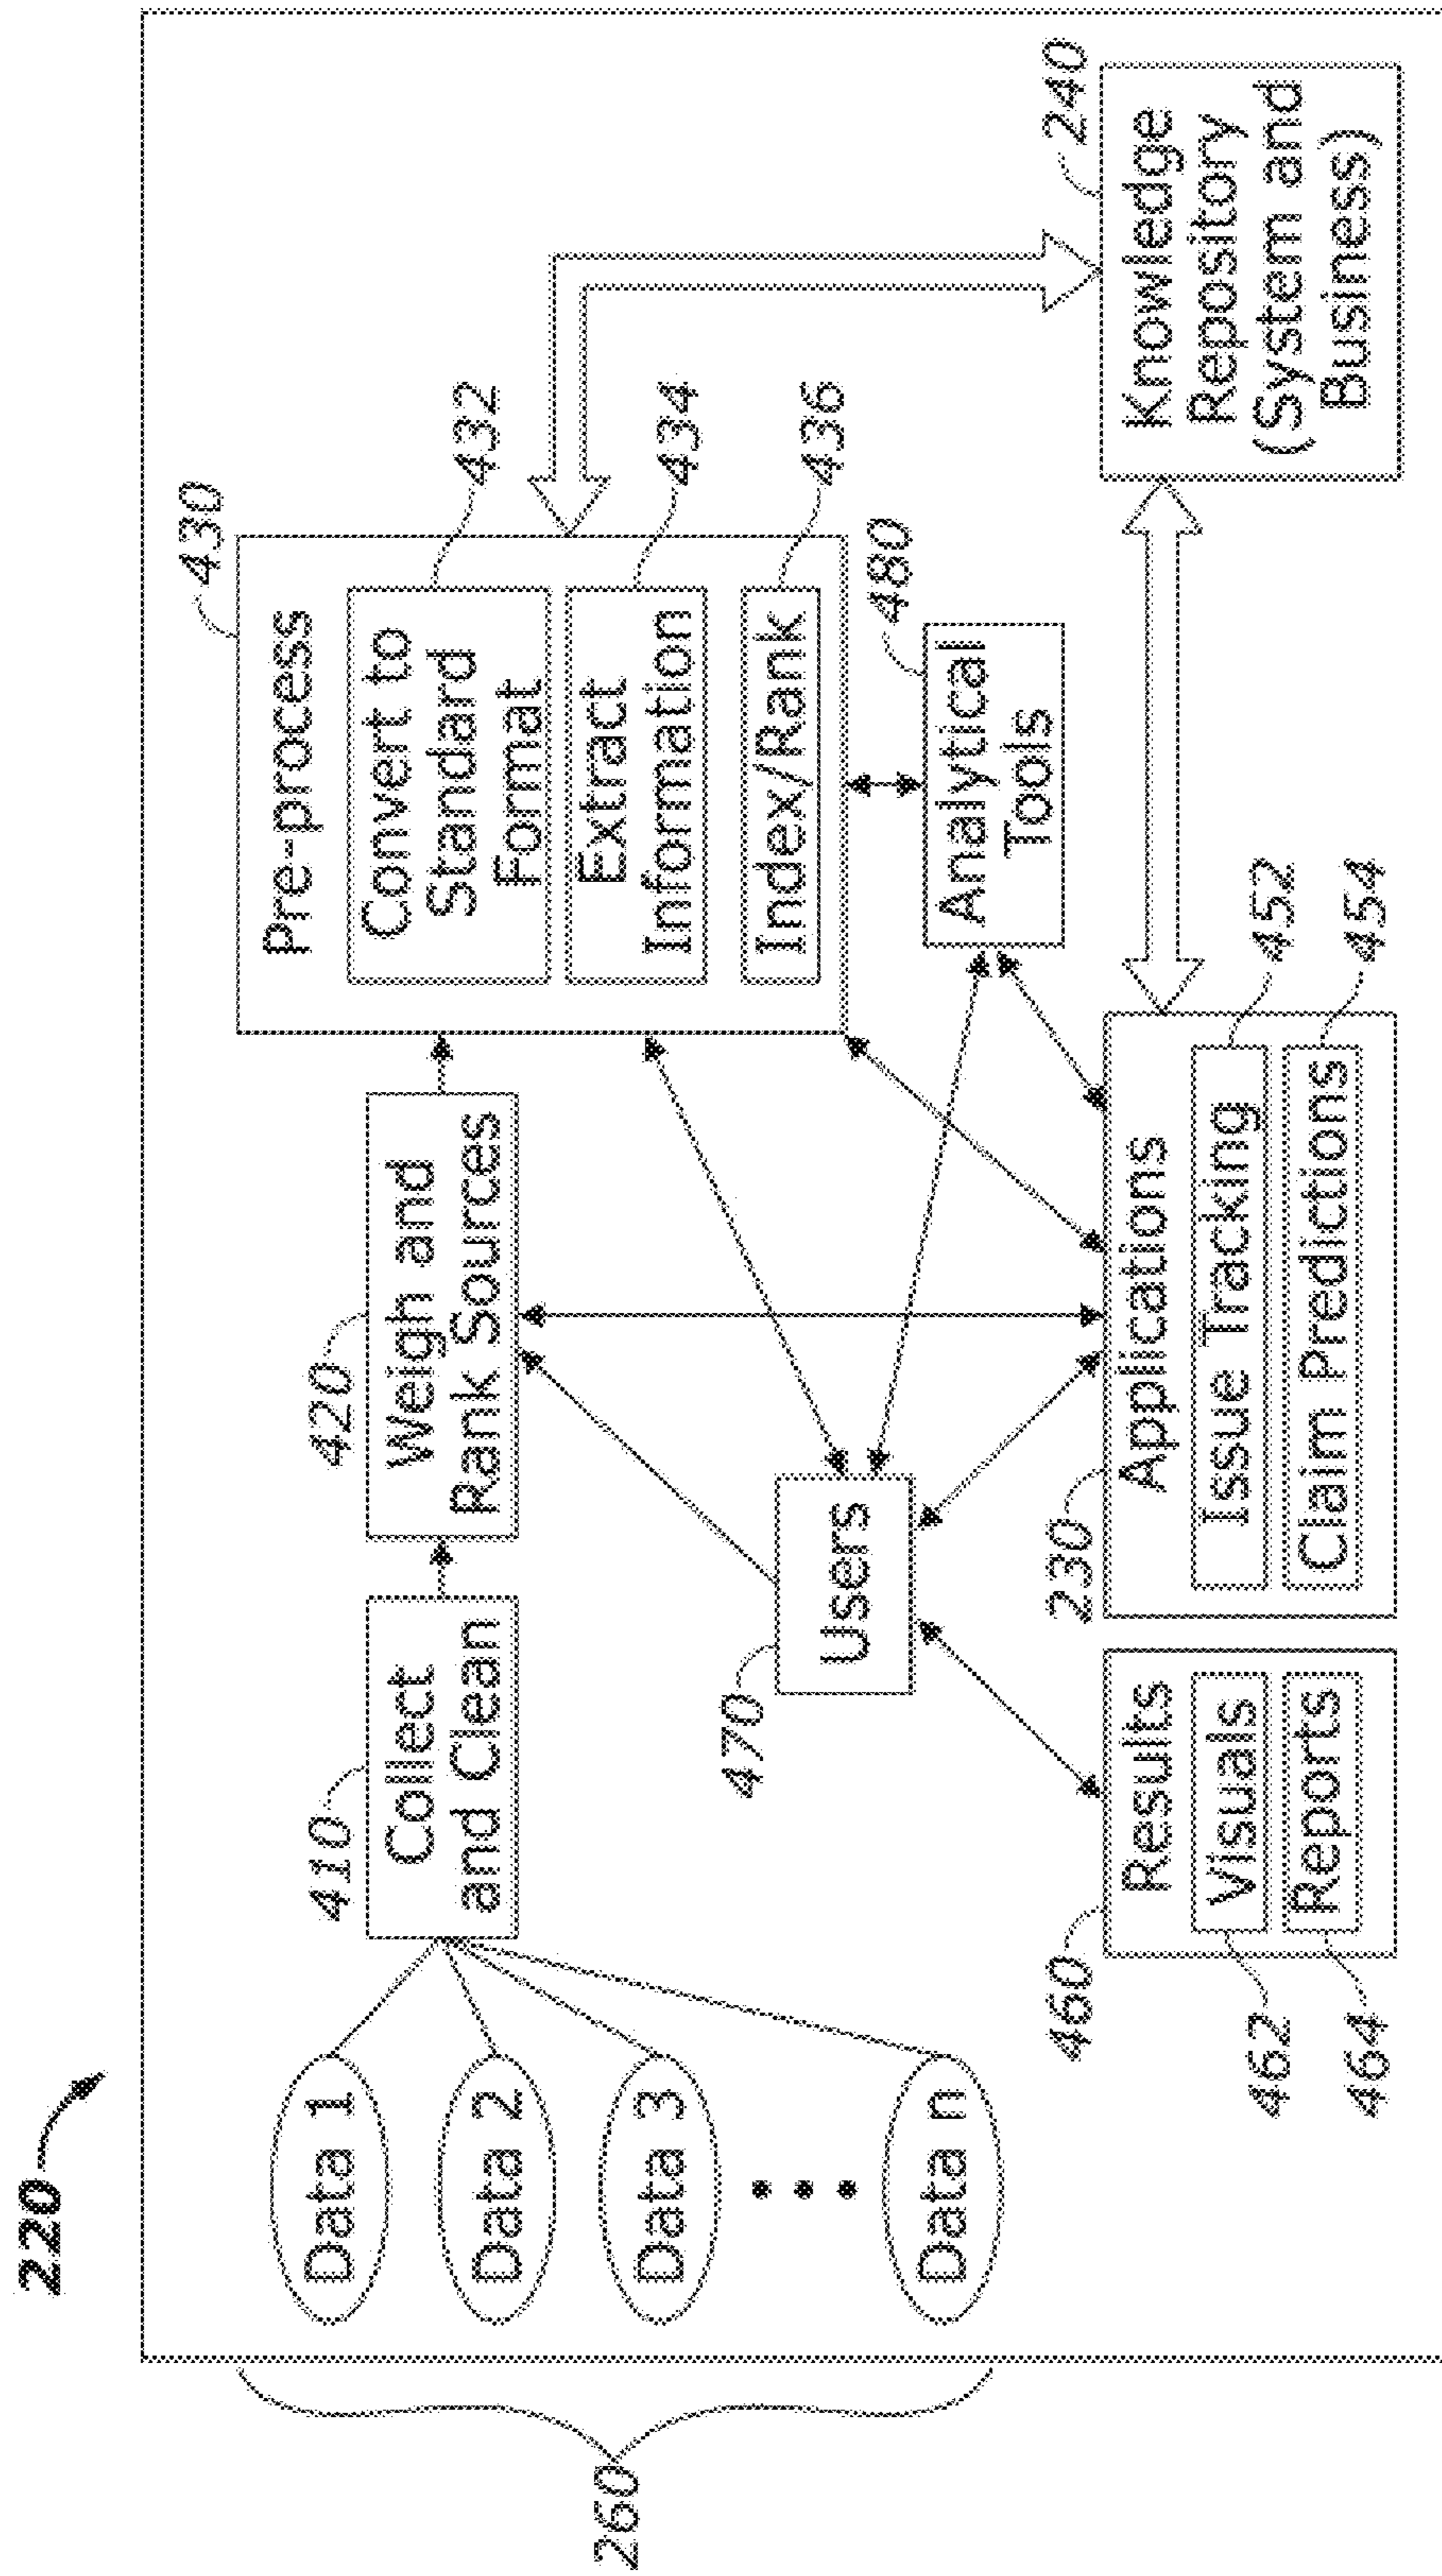 220
260
Data 1
Data 2
Data 3
Data n
410
Collect
and Clean
420
Weigh and
Rank Sources
430
Pre-process
Convert to
Standard
Format
432
Extract
Information
434
Index/Rank
436
470
Users
480
Analytical
Tools
460
Results
Visuals
462
Reports
464
230
Applications
Issue Tracking
452
Claim Predictions
454
240
Knowledge
Repository
(System and
Business)